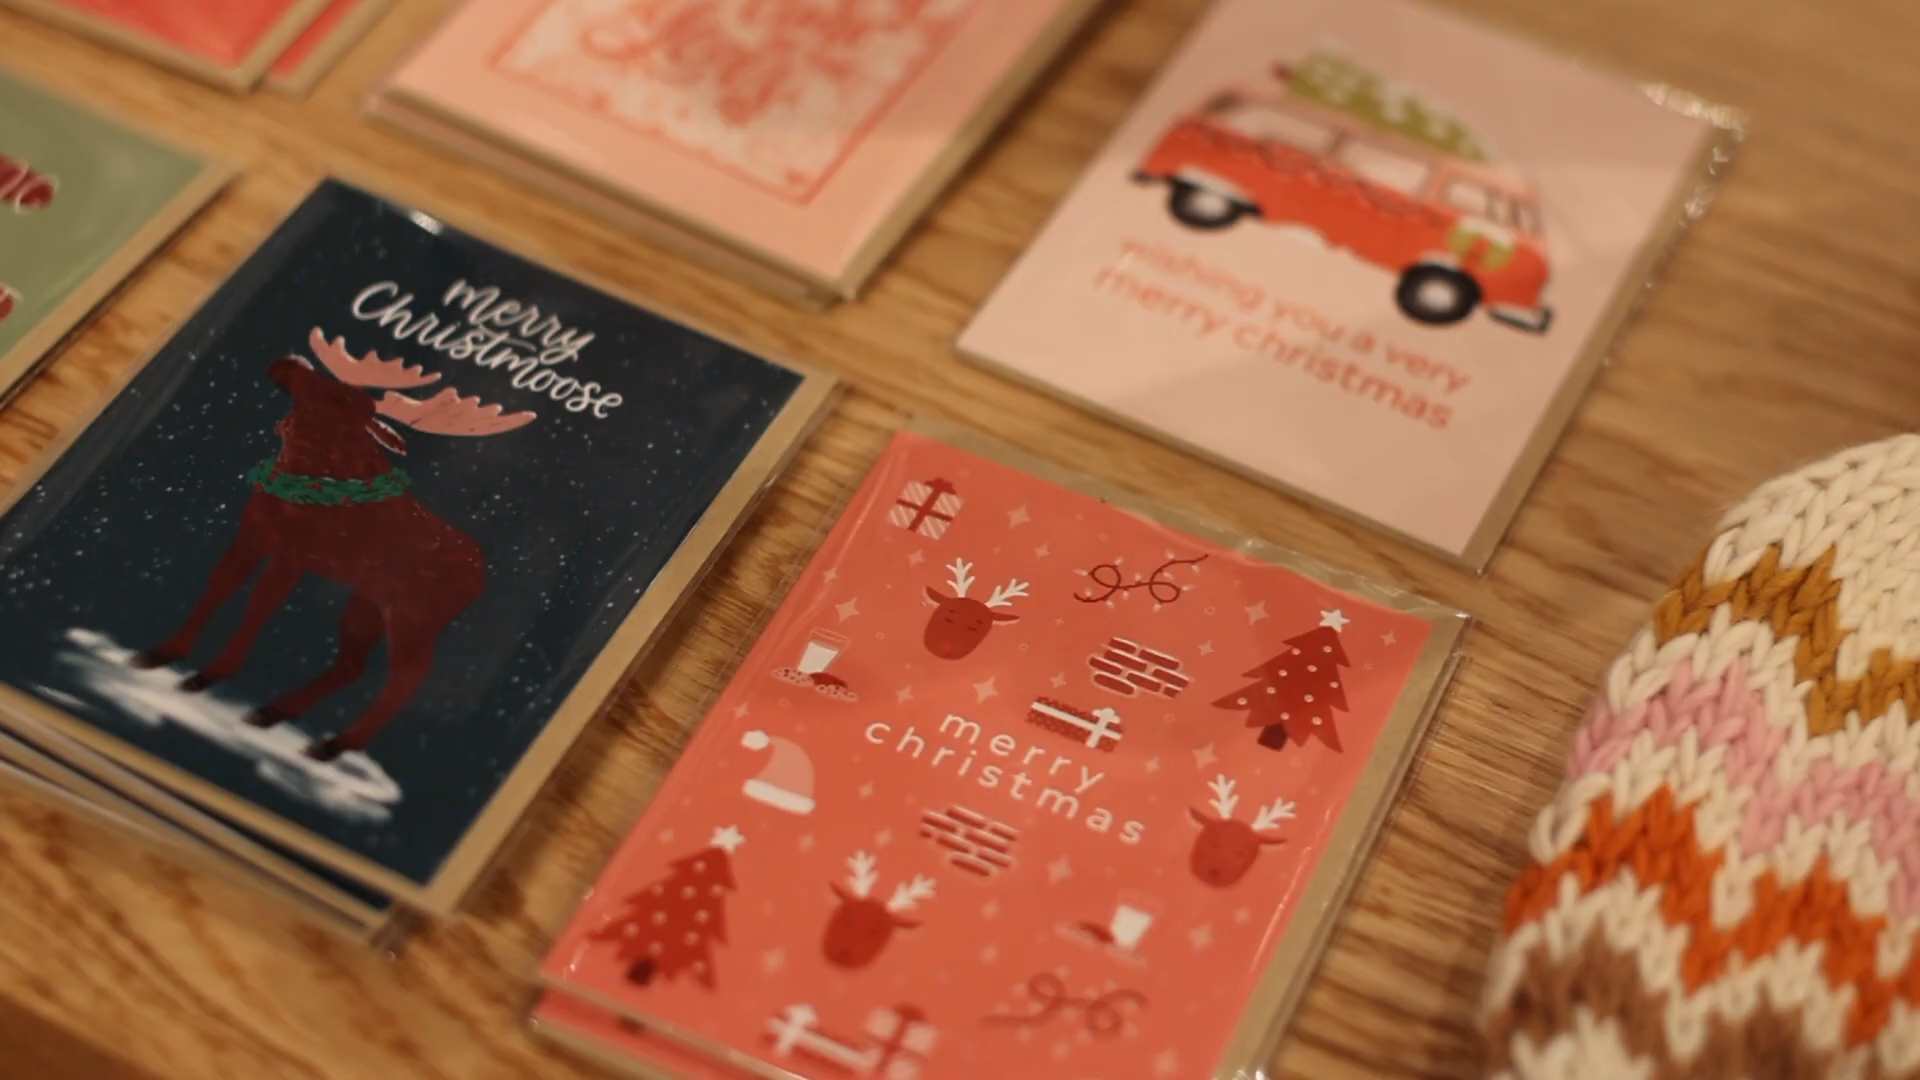 merry
Christmoose
wishing you a very
merry christmas
merry
christmas